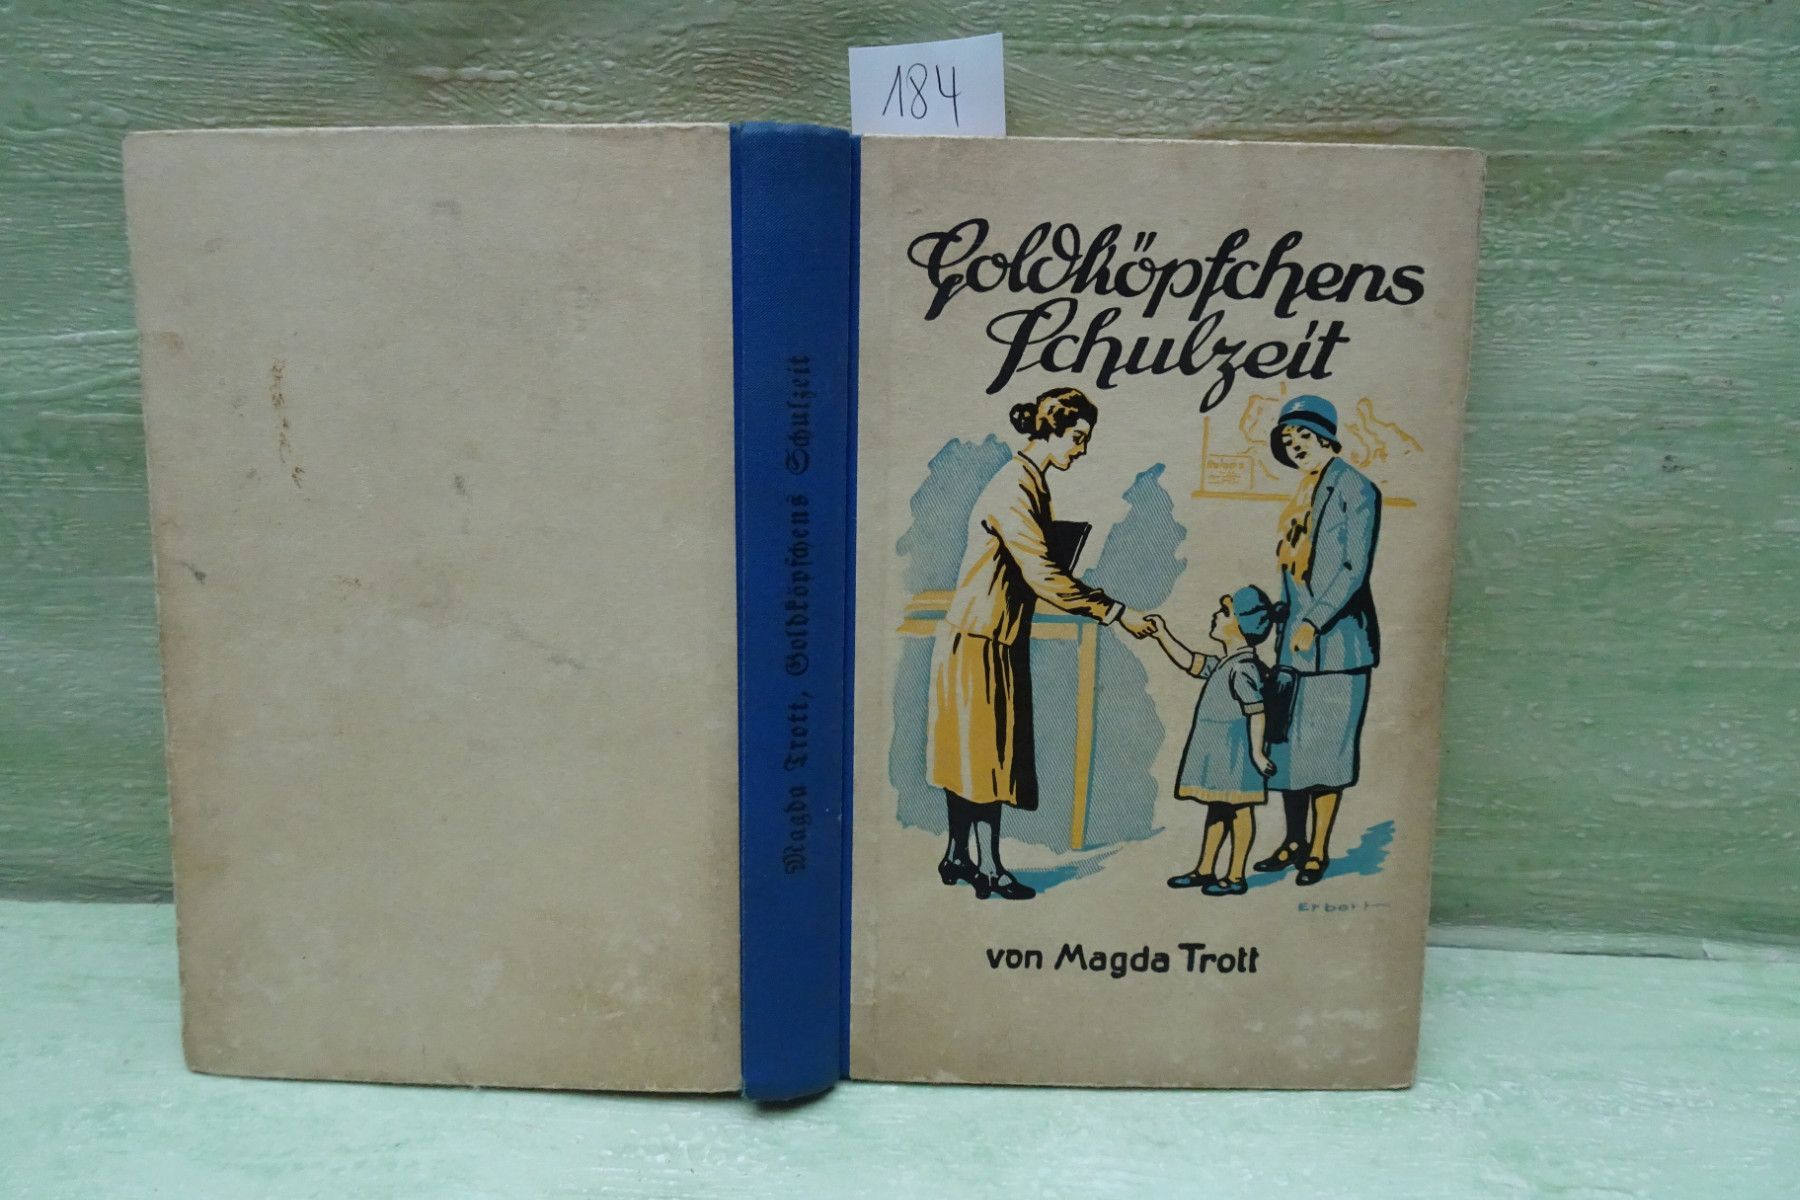 184
Goldköpfchens
Schulzeit
Erbert
von Magda Trott
Magda Trott, Goldköpfchens Schulzeit